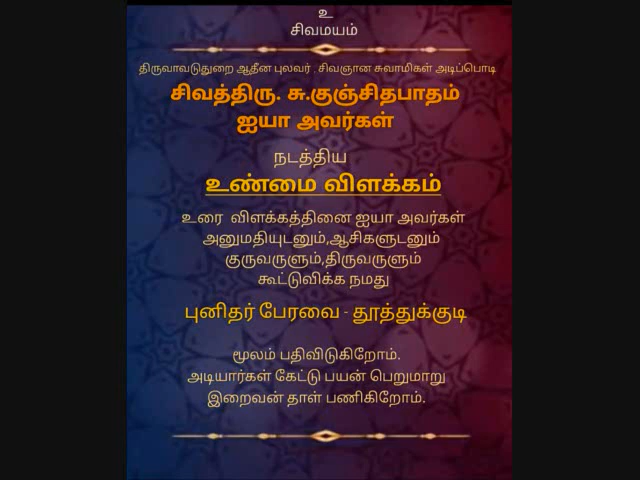 உ
சிவமயம்
திருவாவடுதுறை ஆதீன புலவர் . சிவஞான சுவாமிகள் அடிப்பொடி
சிவத்திரு. சு.குஞ்சிதபாதம்
ஐயா அவர்கள்
நடத்திய
உண்மை விளக்கம்
உரை விளக்கத்தினை ஐயா அவர்கள்
அனுமதியுடனும்,ஆசிகளுடனும்
குருவருளும்,திருவருளும்
கூட்டுவிக்க நமது
புனிதர் பேரவை - தூத்துக்குடி
மூலம் பதிவிடுகிறோம்.
அடியார்கள் கேட்டு பயன் பெறுமாறு
இறைவன் தாள் பணிகிறோம்.